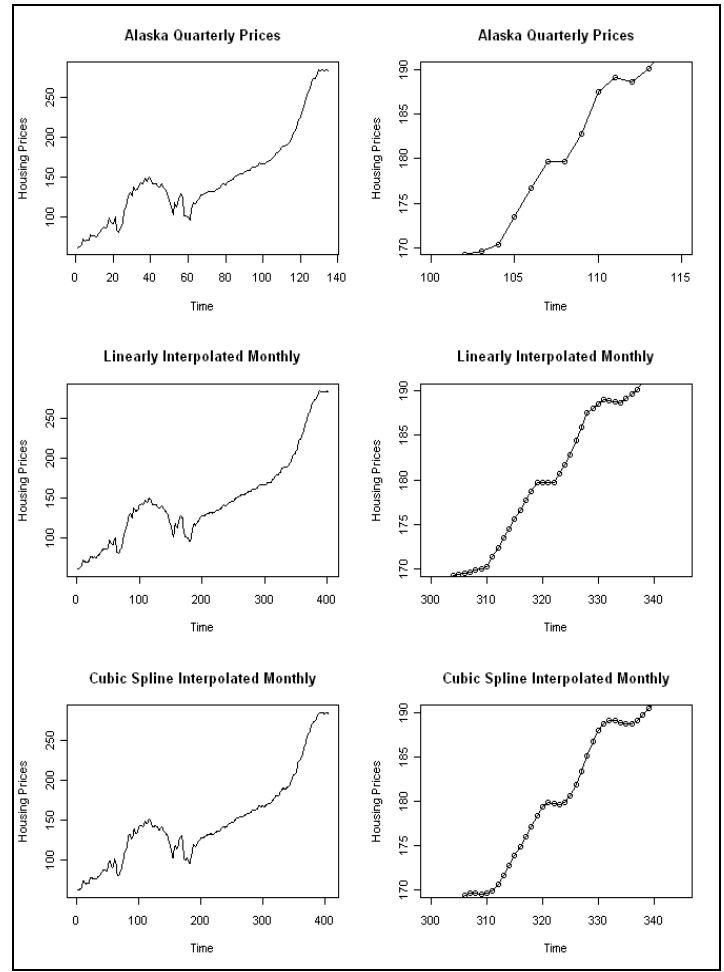 Alaska Quarterly Prices
Housing Prices
250
200
150
100
0 20 40 60 80 100 120 140
Time
Alaska Quarterly Prices
Housing Prices
190
185
180
175
170
100 105 110 115
Time
Linearly Interpolated Monthly
Housing Prices
250
200
150
100
0 100 200 300 400
Time
Linearly Interpolated Monthly
Housing Prices
190
185
180
175
170
300 310 320 330 340
Time
Cubic Spline Interpolated Monthly
Housing Prices
250
200
150
100
0 100 200 300 400
Time
Cubic Spline Interpolated Monthly
Housing Prices
190
185
180
175
170
300 310 320 330 340
Time